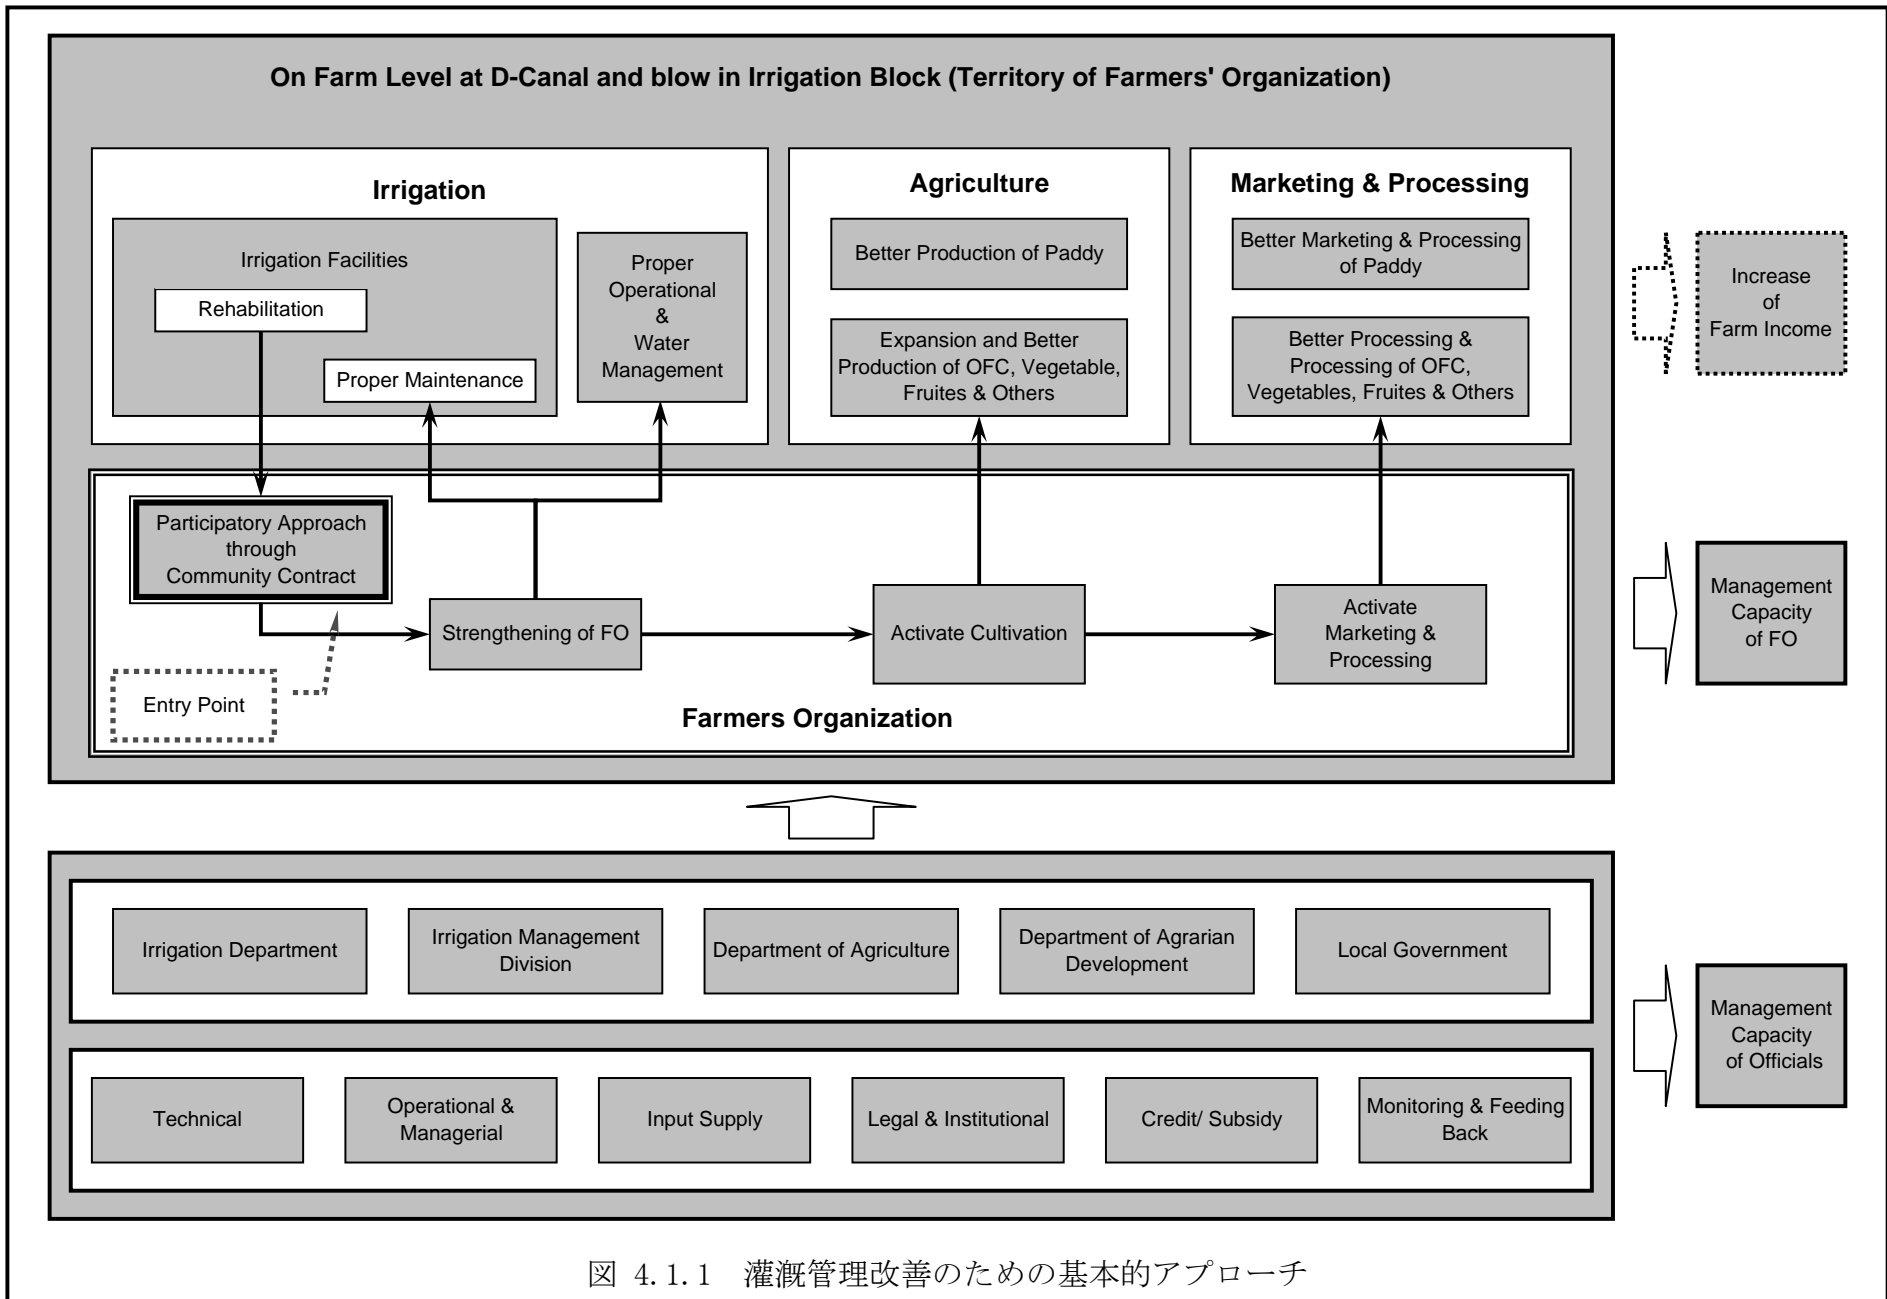 On Farm Level at D-Canal and blow in Irrigation Block (Territory of Farmers' Organization)
Irrigation
Irrigation Facilities
Rehabilitation
Proper Maintenance
Proper
Operational
&
Water
Management
Agriculture
Better Production of Paddy
Expansion and Better
Production of OFC, Vegetable,
Fruites & Others
Marketing & Processing
Better Marketing & Processing
of Paddy
Better Processing &
Processing of OFC,
Vegetables, Fruites & Others
Increase
of
Farm Income
Participatory Approach
through
Community Contract
Strengthening of FO
Activate Cultivation
Activate
Marketing &
Processing
Entry Point
Farmers Organization
Management
Capacity
of FO
Irrigation Department
Irrigation Management
Division
Department of Agriculture
Department of Agrarian
Development
Local Government
Technical
Operational &
Managerial
Input Supply
Legal & Institutional
Credit/ Subsidy
Monitoring & Feeding
Back
Management
Capacity
of Officials
図 4.1.1 灌漑管理改善のための基本的アプローチ